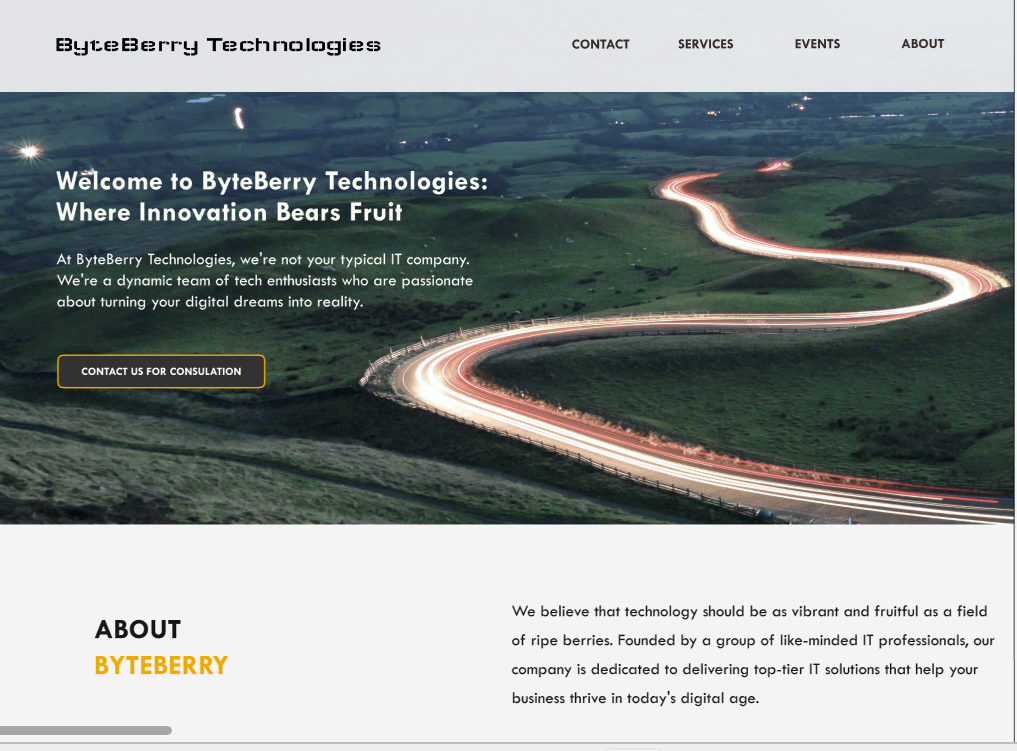 ByteBerry Technologies
CONTACT SERVICES EVENTS ABOUT
Welcome to ByteBerry Technologies:
Where Innovation Bears Fruit
At ByteBerry Technologies, we're not your typical IT company.
We're a dynamic team of tech enthusiasts who are passionate
about turning your digital dreams into reality.
CONTACT US FOR CONSULATION
ABOUT
BYTEBERRY
We believe that technology should be as vibrant and fruitful as a field
of ripe berries. Founded by a group of like-minded IT professionals, our
company is dedicated to delivering top-tier IT solutions that help your
business thrive in today's digital age.